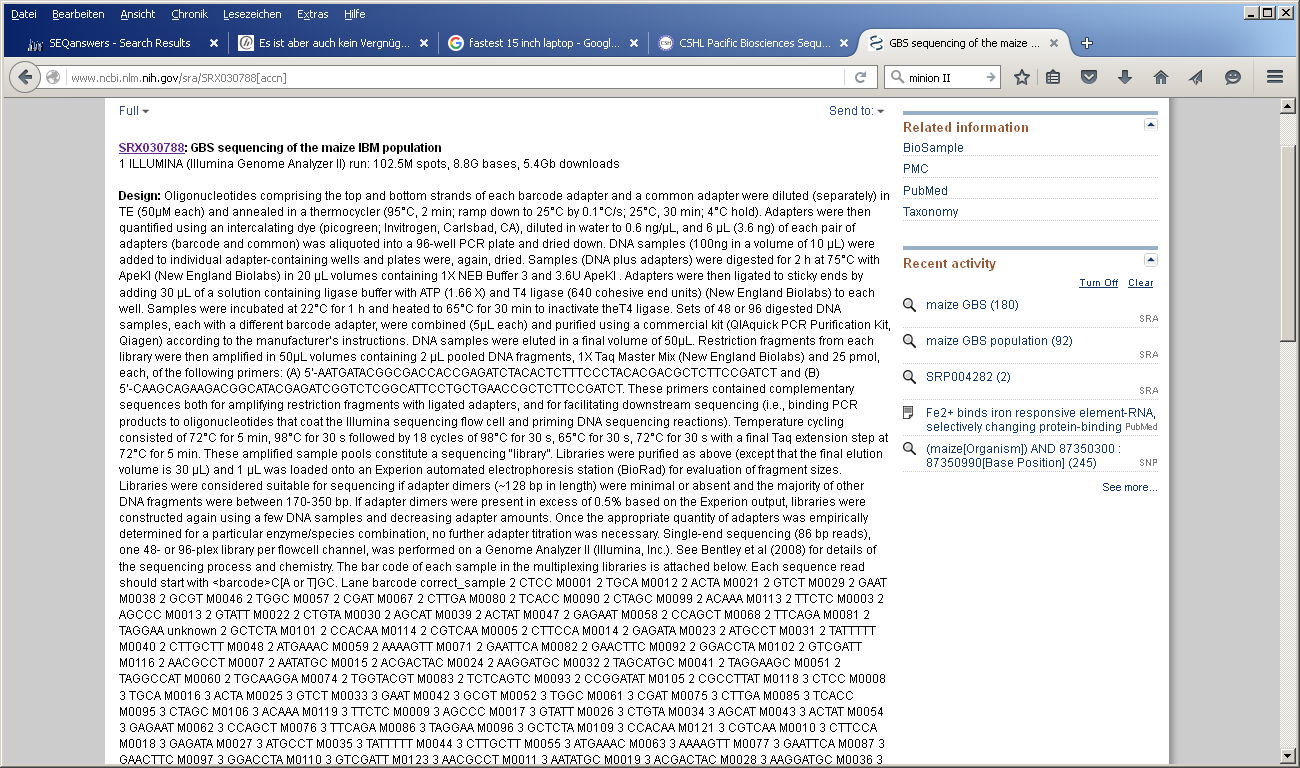 Datei Bearbeiten Ansicht Chronik Lesezeichen Extras Hilfe
SEQanswers - Search Results
Es ist aber auch kein Vergnüg...
fastest 15 inch laptop - Googl...
CSHL Pacific Biosciences Sequ...
GBS sequencing of the maize ...
www.ncbi.nlm.nih.gov/sra/SRX030788[accn]
minion II
Full
Send to:
SRX030788: GBS sequencing of the maize IBM population
1 ILLUMINA (Illumina Genome Analyzer II) run: 102.5M spots, 8.8G bases, 5.4Gb downloads
Design: Oligonucleotides comprising the top and bottom strands of each barcode adapter and a common adapter were diluted (separately) in
TE (50µM each) and annealed in a thermocycler (95°C, 2 min; ramp down to 25°C by 0.1°C/s; 25°C, 30 min; 4°C hold). Adapters were then
quantified using an intercalating dye (picogreen; Invitrogen, Carlsbad, CA), diluted in water to 0.6 ng/µL, and 6 µL (3.6 ng) of each pair of
adapters (barcode and common) was aliquoted into a 96-well PCR plate and dried down. DNA samples (100ng in a volume of 10 µL) were
added to individual adapter-containing wells and plates were, again, dried. Samples (DNA plus adapters) were digested for 2 h at 75°C with
ApeKI (New England Biolabs) in 20 µL volumes containing 1X NEB Buffer 3 and 3.6U ApeKI . Adapters were then ligated to sticky ends by
adding 30 µL of a solution containing ligase buffer with ATP (1.66 X) and T4 ligase (640 cohesive end units) (New England Biolabs) to each
well. Samples were incubated at 22°C for 1 h and heated to 65°C for 30 min to inactivate theT4 ligase. Sets of 48 or 96 digested DNA
samples, each with a different barcode adapter, were combined (5µL each) and purified using a commercial kit (QIAquick PCR Purification Kit,
Qiagen) according to the manufacturer's instructions. DNA samples were eluted in a final volume of 50µL. Restriction fragments from each
library were then amplified in 50µL volumes containing 2 µL pooled DNA fragments, 1X Taq Master Mix (New England Biolabs) and 25 pmol,
each, of the following primers: (A) 5'-AATGATACGGCGACCACCGAGATCTACACTCTTTCCCTACACGACGCTCTTCCGATCT and (B)
5'-CAAGCAGAAGACGGCATACGAGATCGGTCTCGGCATTCCTGCTGAACCGCTCTTCCGATCT. These primers contained complementary
sequences both for amplifying restriction fragments with ligated adapters, and for facilitating downstream sequencing (i.e., binding PCR
products to oligonucleotides that coat the Illumina sequencing flow cell and priming DNA sequencing reactions). Temperature cycling
consisted of 72°C for 5 min, 98°C for 30 s followed by 18 cycles of 98°C for 30 s, 65°C for 30 s, 72°C for 30 s with a final Taq extension step at
72°C for 5 min. These amplified sample pools constitute a sequencing "library". Libraries were purified as above (except that the final elution
volume is 30 µL) and 1 µL was loaded onto an Experion automated electrophoresis station (BioRad) for evaluation of fragment sizes.
Libraries were considered suitable for sequencing if adapter dimers (~128 bp in length) were minimal or absent and the majority of other
DNA fragments were between 170-350 bp. If adapter dimers were present in excess of 0.5% based on the Experion output, libraries were
constructed again using a few DNA samples and decreasing adapter amounts. Once the appropriate quantity of adapters was empirically
determined for a particular enzyme/species combination, no further adapter titration was necessary. Single-end sequencing (86 bp reads),
one 48- or 96-plex library per flowcell channel, was performed on a Genome Analyzer II (Illumina, Inc.). See Bentley et al (2008) for details of
the sequencing process and chemistry. The bar code of each sample in the multiplexing libraries is attached below. Each sequence read
should start with <barcode>C[A or T]GC. Lane barcode correct_sample 2 CTCC M0001 2 TGCA M0012 2 ACTA M0021 2 GTCT M0029 2 GAAT
M0038 2 GCGT M0046 2 TGGC M0057 2 CGAT M0067 2 CTTGA M0080 2 TCACC M0090 2 CTAGC M0099 2 ACAAA M0113 2 TTCTC M0003 2
AGCCC M0013 2 GTATT M0022 2 CTGTA M0030 2 AGCAT M0039 2 ACTAT M0047 2 GAGAAT M0058 2 CCAGCT M0068 2 TTCAGA M0081 2
TAGGAA unknown 2 GCTCTA M0101 2 CCACAA M0114 2 CGTCAA M0005 2 CTTCCA M0014 2 GAGATA M0023 2 ATGCCT M0031 2 TATTTTT
M0040 2 CTTGCTT M0048 2 ATGAAAC M0059 2 AAAAGTT M0071 2 GAATTCA M0082 2 GAACTTC M0092 2 GGACCTA M0102 2 GTCGATT
M0116 2 AACGCCT M0007 2 AATATGC M0015 2 ACGACTAC M0024 2 AAGGATGC M0032 2 TAGCATGC M0041 2 TAGGAAGC M0051 2
TAGGCCAT M0060 2 TGCAAGGA M0074 2 TGGTACGT M0083 2 TCTCAGTC M0093 2 CCGGATAT M0105 2 CGCCTTAT M0118 3 CTCC M0008
3 TGCA M0016 3 ACTA M0025 3 GTCT M0033 3 GAAT M0042 3 GCGT M0052 3 TGGC M0061 3 CGAT M0075 3 CTTGA M0085 3 TCACC
M0095 3 CTAGC M0106 3 ACAAA M0119 3 TTCTC M0009 3 AGCCC M0017 3 GTATT M0026 3 CTGTA M0034 3 AGCAT M0043 3 ACTAT M0054
3 GAGAAT M0062 3 CCAGCT M0076 3 TTCAGA M0086 3 TAGGAA M0096 3 GCTCTA M0109 3 CCACAA M0121 3 CGTCAA M0010 3 CTTCCA
M0018 3 GAGATA M0027 3 ATGCCT M0035 3 TATTTTT M0044 3 CTTGCTT M0055 3 ATGAAAC M0063 3 AAAAGTT M0077 3 GAATTCA M0087 3
GAACTTC M0097 3 GGACCTA M0110 3 GTCGATT M0123 3 AACGCCT M0011 3 AATATGC M0019 3 ACGACTAC M0028 3 AAGGATGC M0036 3
Related information
BioSample
PMC
PubMed
Taxonomy
Recent activity
Turn Off Clear
maize GBS (180)
SRA
maize GBS population (92)
SRA
SRP004282 (2)
SRA
Fe2+ binds iron responsive element-RNA,
selectively changing protein-binding PubMed
(maize[Organism]) AND 87350300 :
87350990[Base Position] (245) SNP
See more...